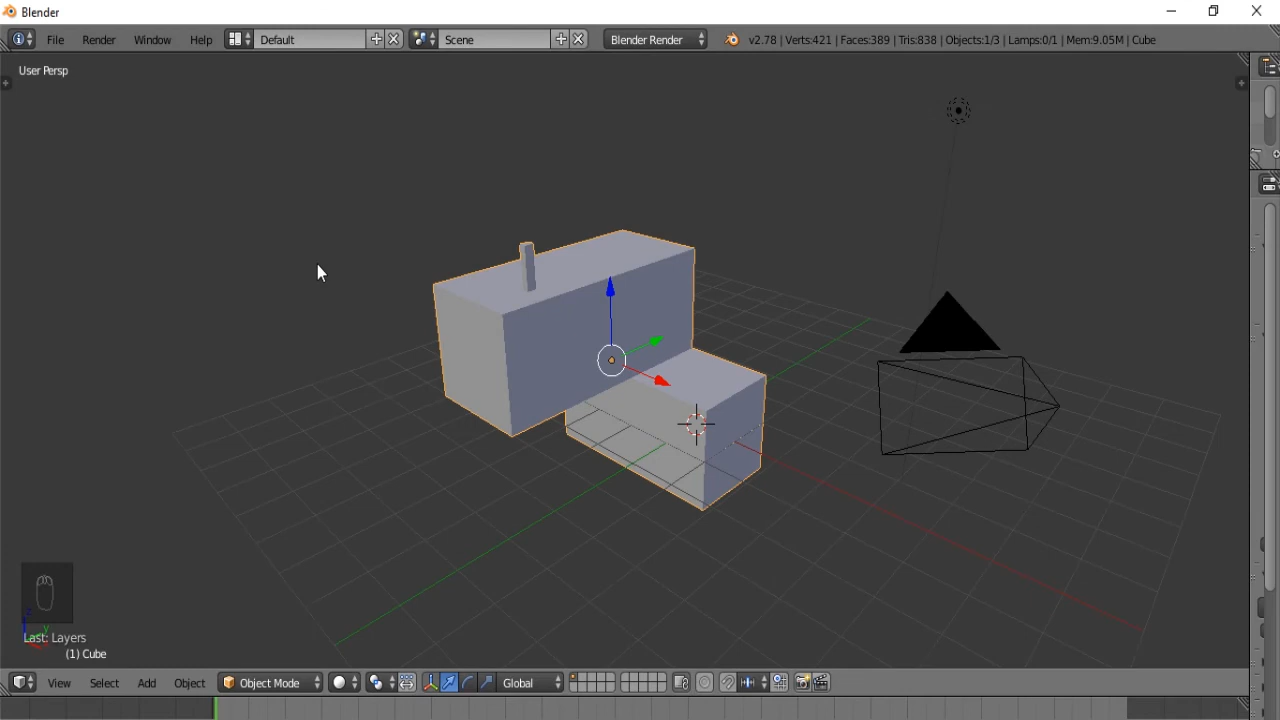 Blender
File Render Window Help Default Scene Blender Render v2.78 | Verts:421 | Faces:389 | Tris:838 | Objects:1/3 | Lamps:0/1 | Mem:9.05M | Cube
User Persp
Last: Layers
(1) Cube
View Select Add Object Object Mode Global